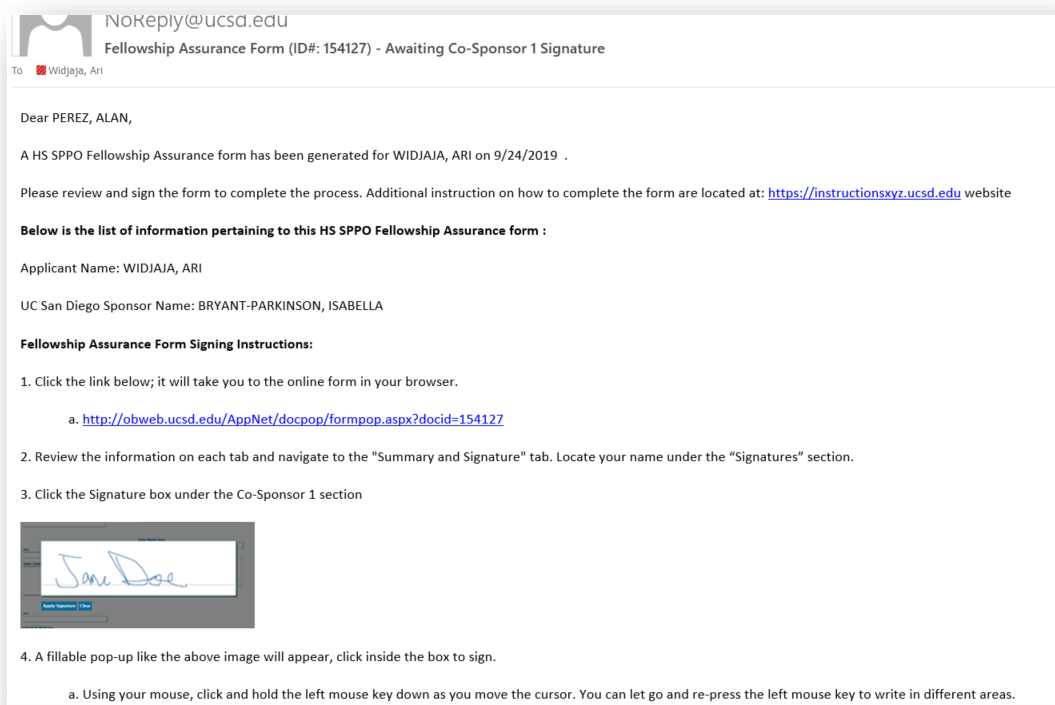 NoReply@ucsd.edu
Fellowship Assurance Form (ID#: 154127) - Awaiting Co-Sponsor 1 Signature
To Widjaja, Ari
Dear PEREZ, ALAN,
A HS SPPO Fellowship Assurance form has been generated for WIDJAJA, ARI on 9/24/2019 .
Please review and sign the form to complete the process. Additional instruction on how to complete the form are located at: https://instructionsxyz.ucsd.edu website
Below is the list of information pertaining to this HS SPPO Fellowship Assurance form :
Applicant Name: WIDJAJA, ARI
UC San Diego Sponsor Name: BRYANT-PARKINSON, ISABELLA
Fellowship Assurance Form Signing Instructions:
1. Click the link below; it will take you to the online form in your browser.
a. http://obweb.ucsd.edu/AppNet/docpop/formpop.aspx?docid=154127
2. Review the information on each tab and navigate to the "Summary and Signature" tab. Locate your name under the “Signatures” section.
3. Click the Signature box under the Co-Sponsor 1 section
Jane Doe
Apply Signature Clear
4. A fillable pop-up like the above image will appear, click inside the box to sign.
a. Using your mouse, click and hold the left mouse key down as you move the cursor. You can let go and re-press the left mouse key to write in different areas.